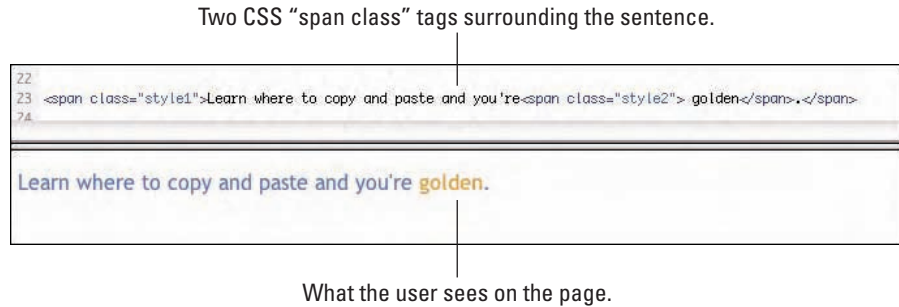 Two CSS “span class” tags surrounding the sentence.
22
23 <span class="style1">Learn where to copy and paste and you're<span class="style2"> golden</span>.</span>
24
Learn where to copy and paste and you're golden.
What the user sees on the page.